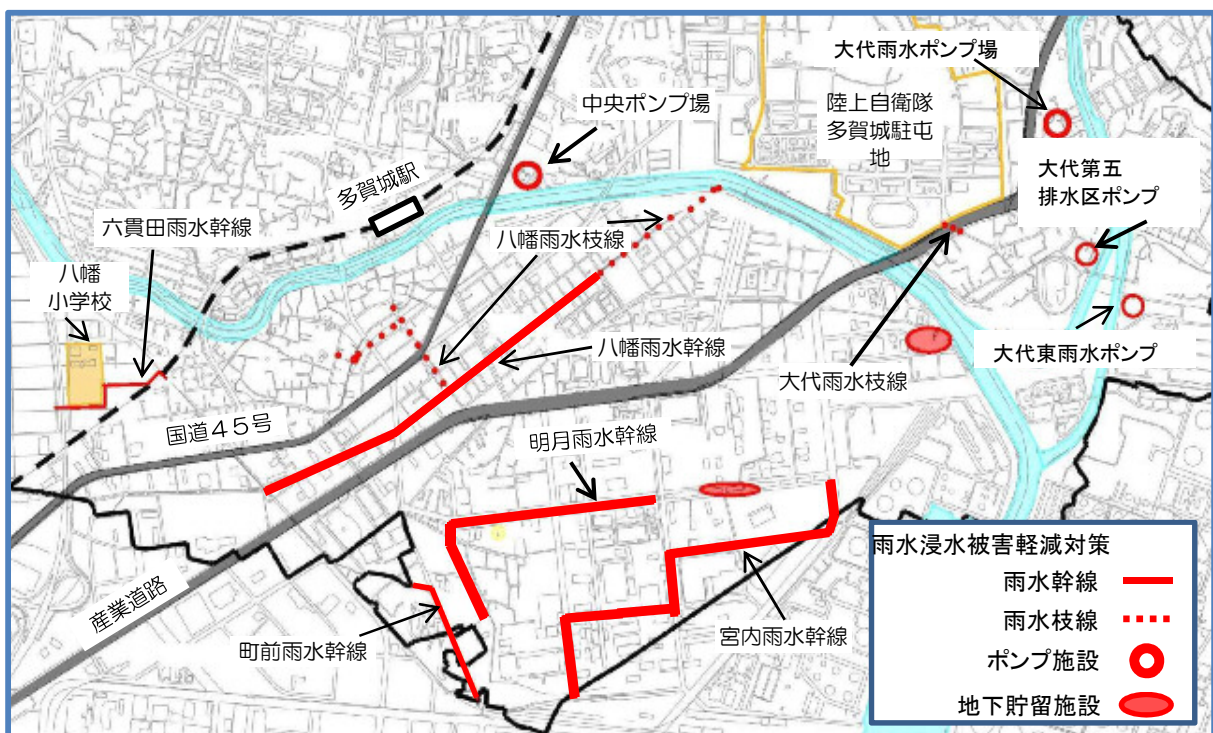 大代雨水ポンプ場
中央ポンプ場
陸上自衛隊
多賀城駐屯
地
大代第五
排水区ポンプ
多賀城駅
六貫田雨水幹線
八幡雨水枝線
八幡
小学校
八幡雨水幹線
大代東雨水ポンプ
大代雨水枝線
国道45号
明月雨水幹線
産業道路
町前雨水幹線
宮内雨水幹線
雨水浸水被害軽減対策
雨水幹線
雨水枝線
ポンプ施設
地下貯留施設